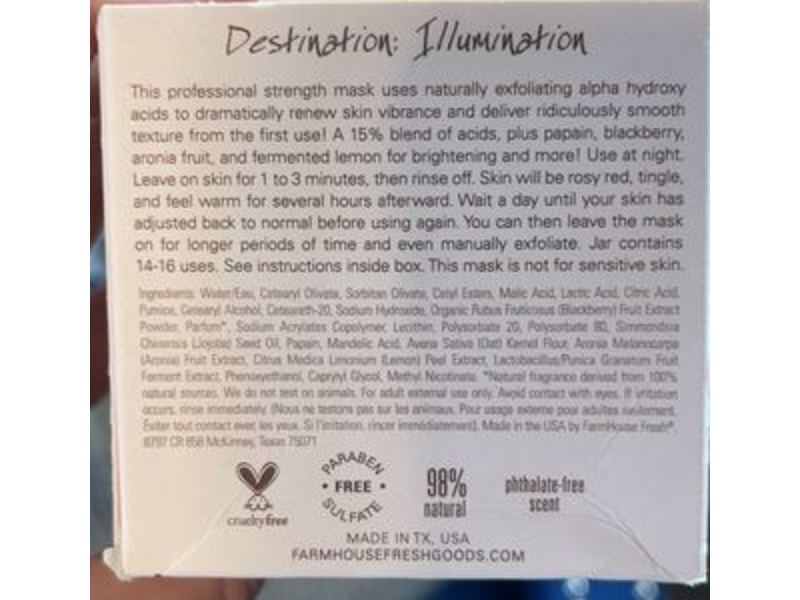 Destination: Illumination
This professional strength mask uses naturally exfoliating alpha hydroxy
acids to dramatically renew skin vibrance and deliver ridiculously smooth
texture from the first use! A 15% blend of acids, plus papain, blackberry,
aronia fruit, and fermented lemon for brightening and more! Use at night.
Leave on skin for 1 to 3 minutes, then rinse off. Skin will be rosy red, tingle,
and feel warm for several hours afterward. Wait a day until your skin has
adjusted back to normal before using again. You can then leave the mask
on for longer periods of time and even manually exfoliate. Jar contains
14-16 uses. See instructions inside box. This mask is not for sensitive skin.
Ingredients: Water/Eau, Cetearyl Olivate, Sorbitan Olivate, Cetyl Esters, Malic Acid, Lactic Acid, Citric Acid,
Pumice, Cetearyl Alcohol, Ceteareth-20, Sodium Hydroxide, Organic Rubus Fruticosus (Blackberry) Fruit Extract
Powder, Parfum*, Sodium Acrylates Copolymer, Lecithin, Polysorbate 20, Polysorbate 80, Simmondsia
Chinensis (Jojoba) Seed Oil, Papain, Mandelic Acid, Avena Sativa (Oat) Kernel Flour, Aronia Melanocarpa
(Aronia) Fruit Extract, Citrus Medica Limonium (Lemon) Peel Extract, Lactobacillus/Punica Granatum Fruit
Ferment Extract, Phenoxyethanol, Caprylyl Glycol, Methyl Nicotinate. *Natural fragrance derived from 100%
natural sources. We do not test on animals. For adult external use only. Avoid contact with eyes. If irritation
occurs, rinse immediately. (Nous ne testons pas sur les animaux. Pour usage externe pour adultes seulement.
Éviter tout contact avec les yeux. Si l'irritation, rincer immédiatement). Made in the USA by FarmHouse Fresh®.
8797 CR 858 McKinney, Texas 75071
crueltyfree
PARABEN
• FREE •
SULFATE
98%
natural
phthalate-free
scent
MADE IN TX, USA
FARMHOUSEFRESHGOODS.COM